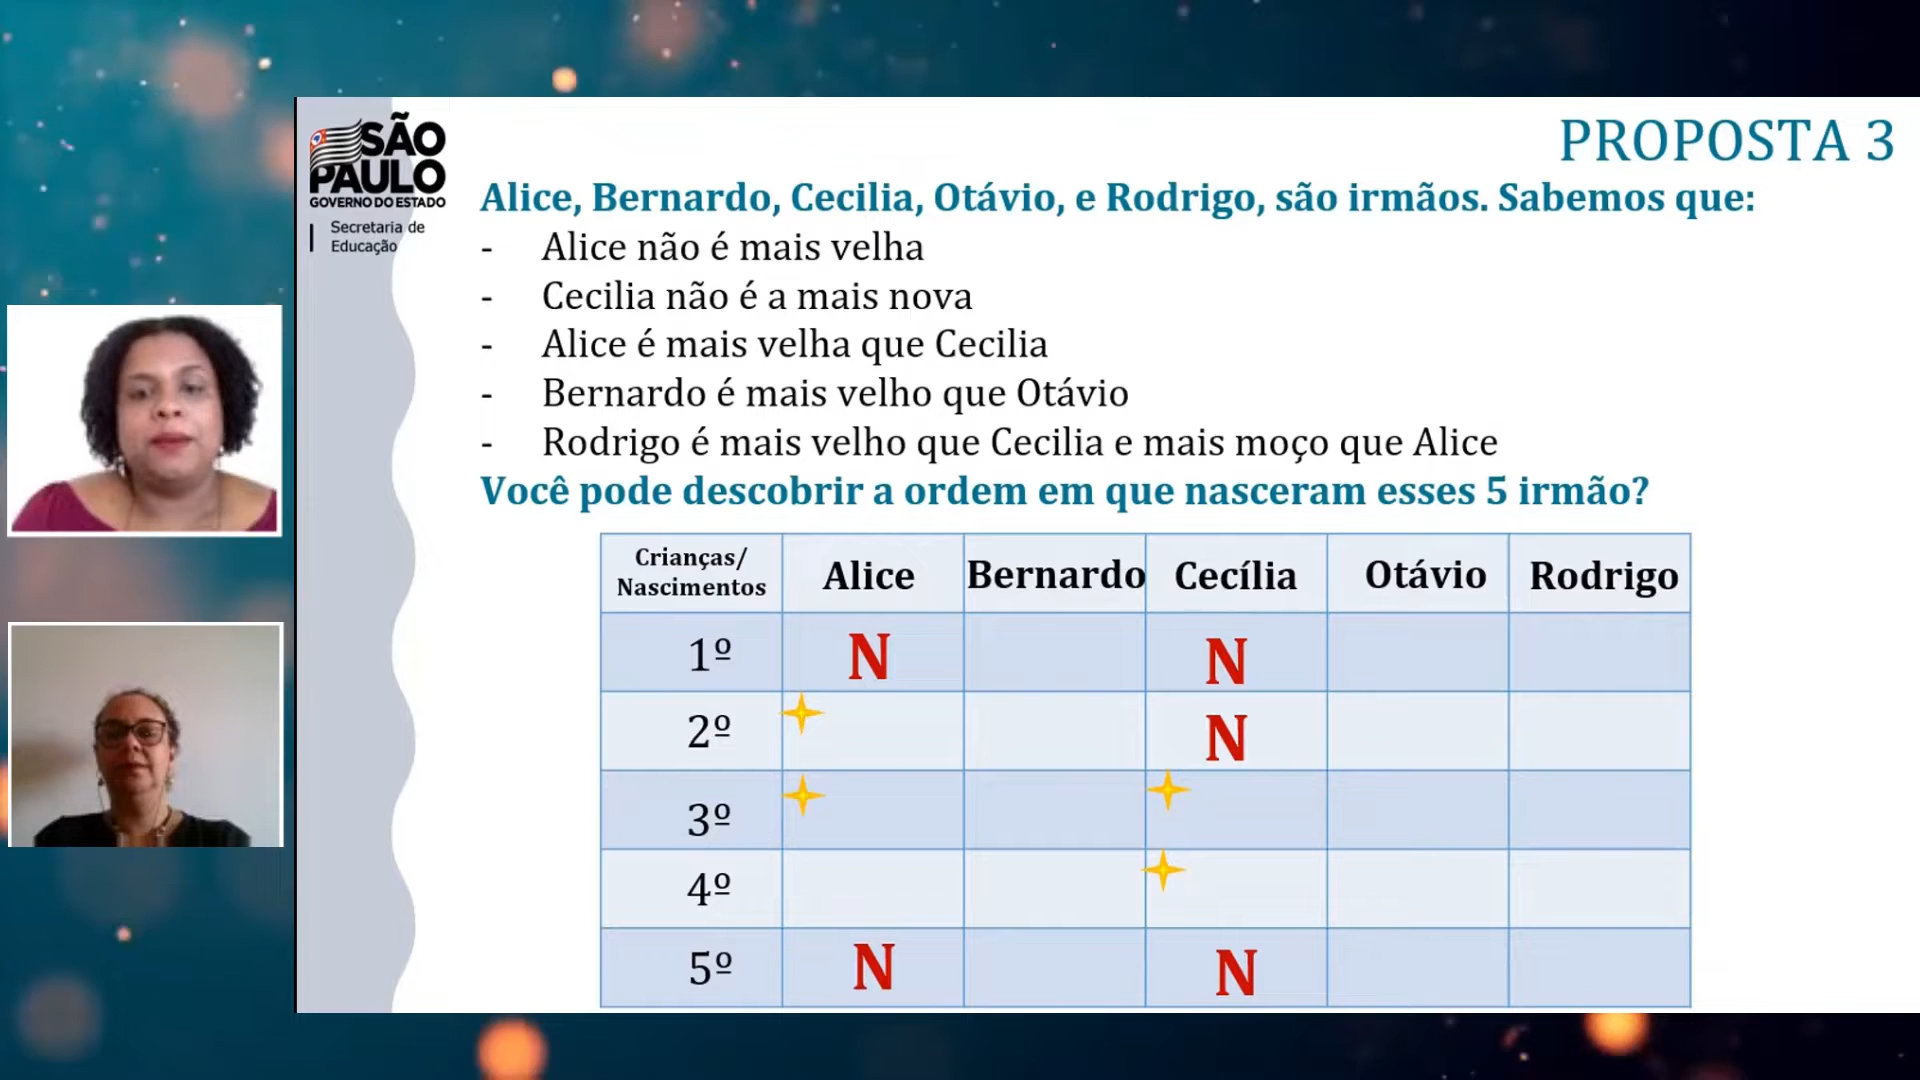 SÃO
PAULO
GOVERNO DO ESTADO
Secretaria de
Educação
PROPOSTA 3
Alice, Bernardo, Cecilia, Otávio, e Rodrigo, são irmãos. Sabemos que:
- Alice não é mais velha
- Cecilia não é a mais nova
- Alice é mais velha que Cecilia
- Bernardo é mais velho que Otávio
- Rodrigo é mais velho que Cecilia e mais moço que Alice
Você pode descobrir a ordem em que nasceram esses 5 irmão?
Crianças/
Nascimentos
Alice Bernardo Cecília Otávio Rodrigo
1º N N
2º N
3º
4º
5º N N